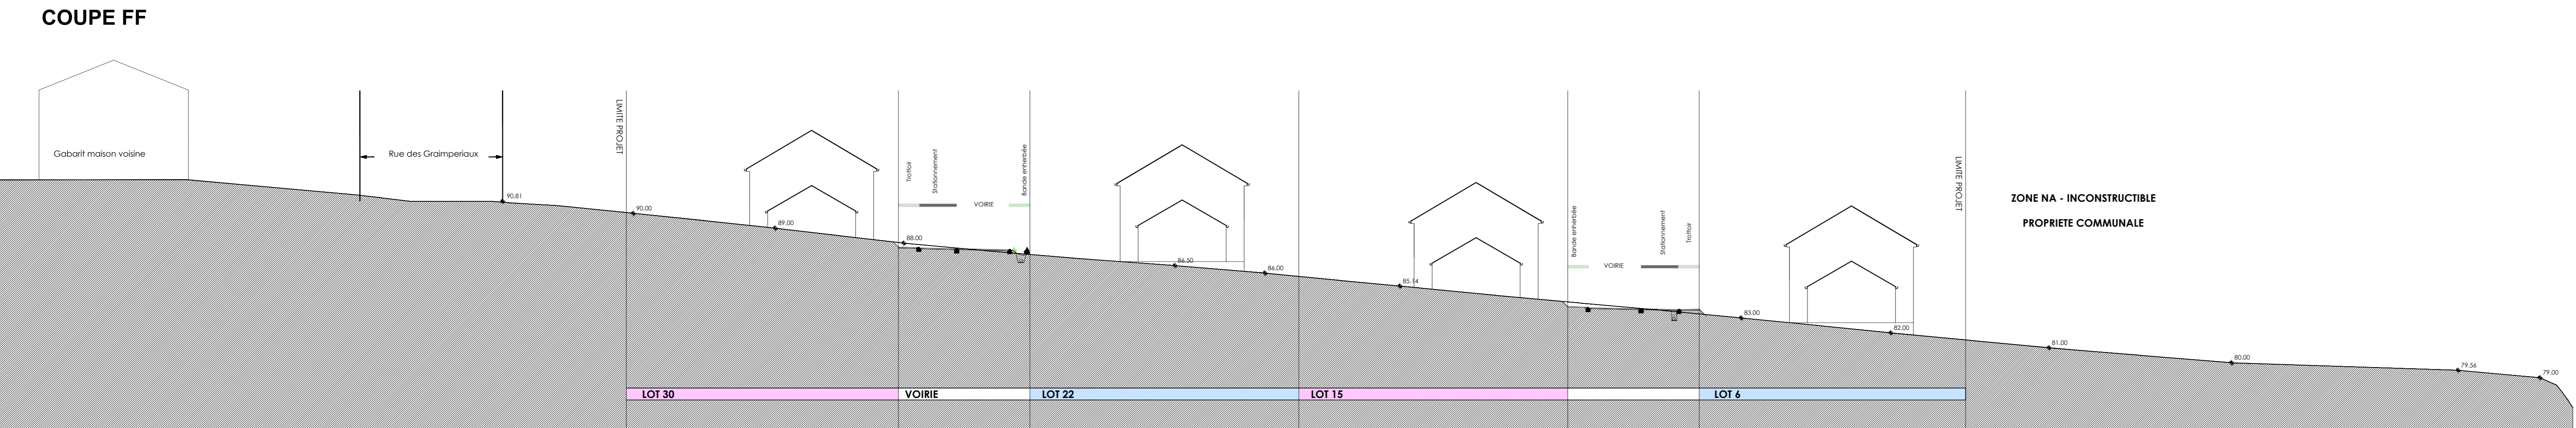 COUPE FF
Gabarit maison voisine
Rue des Graimperiaux
90.81
LIMITE PROJET
90.00
89.00
Trottoir
Stationnement
VOIRIE
Bande enherbée
88.00
86.50
86.00
85.14
Bande enherbée
VOIRIE
Stationnement
Trottoir
83.00
82.00
LIMITE PROJET
ZONE NA - INCONSTRUCTIBLE
PROPRIETE COMMUNALE
81.00
80.00
79.56
79.00
LOT 30
VOIRIE
LOT 22
LOT 15
LOT 6